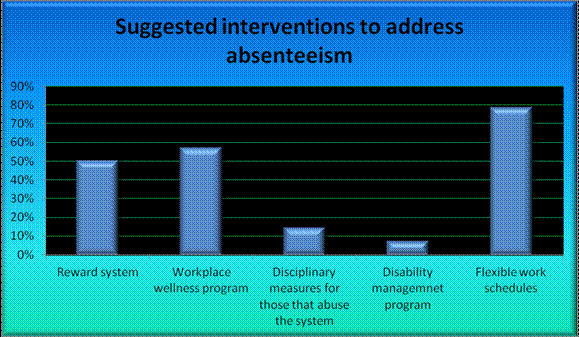 Suggested interventions to address
absenteeism
90%
80%
70%
60%
50%
40%
30%
20%
10%
0%
Reward system
Workplace
wellness program
Disciplinary
measures for
those that abuse
the system
Disability
managemnet
program
Flexible work
schedules